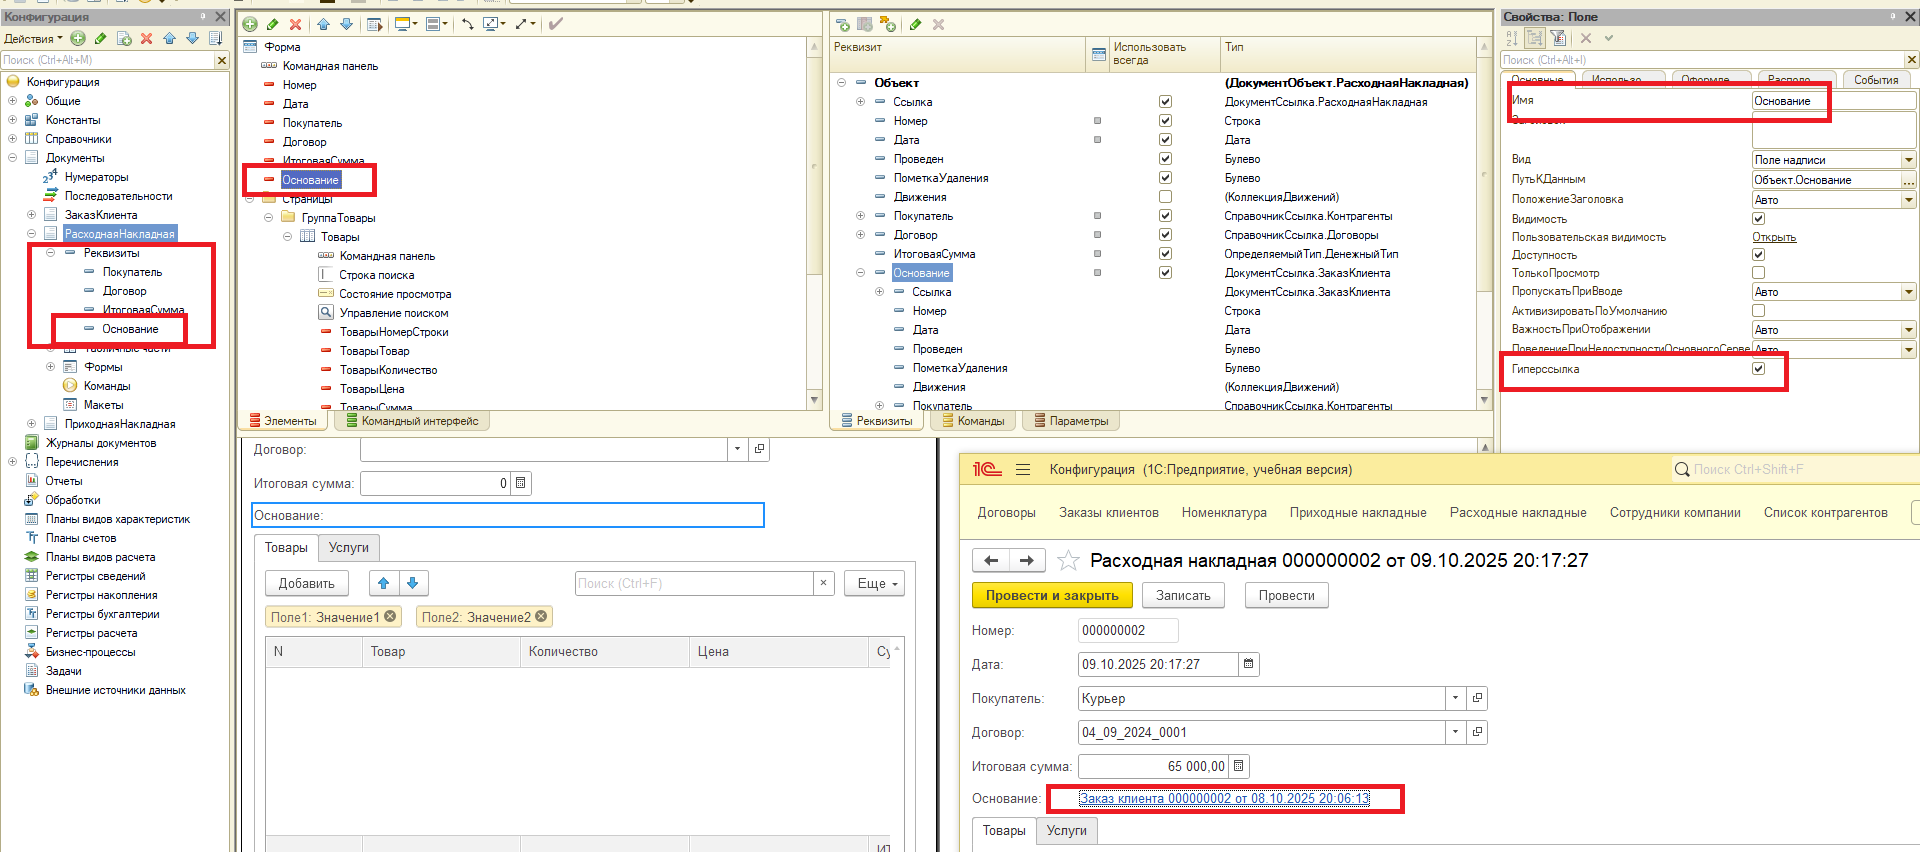 Конфигурация
Действия
Поиск (Ctrl+Alt+M)
Конфигурация
Общие
Константы
Справочники
Документы
Нумераторы
Последовательности
ЗаказКлиента
РасходнаяНакладная
Реквизиты
Покупатель
Договор
ИтоговаяСумма
Основание
Табличные части
Формы
Команды
Макеты
ПриходнаяНакладная
Журналы документов
Перечисления
Отчеты
Обработки
Планы видов характеристик
Планы счетов
Планы видов расчета
Регистры сведений
Регистры накопления
Регистры бухгалтерии
Регистры расчета
Бизнес-процессы
Задачи
Внешние источники данных
Форма
Командная панель
Номер
Дата
Покупатель
Договор
ИтоговаяСумма
Основание
Страницы
ГруппаТовары
Товары
Командная панель
Строка поиска
Состояние просмотра
Управление поиском
ТоварыНомерСтроки
ТоварыТовар
ТоварыКоличество
ТоварыЦена
ТоварыСумма
Элементы Командный интерфейс
Реквизит Использовать всегда Тип
Объект (ДокументОбъект.РасходнаяНакладная)
Ссылка ДокументСсылка.РасходнаяНакладная
Номер Строка
Дата Дата
Проведен Булево
ПометкаУдаления Булево
Движения (КоллекцияДвижений)
Покупатель СправочникСсылка.Контрагенты
Договор СправочникСсылка.Договоры
ИтоговаяСумма ОпределяемыйТип.ДенежныйТип
Основание ДокументСсылка.ЗаказКлиента
Ссылка ДокументСсылка.ЗаказКлиента
Номер Строка
Дата Дата
Проведен Булево
ПометкаУдаления Булево
Движения (КоллекцияДвижений)
Покупатель СправочникСсылка.Контрагенты
Реквизиты Команды Параметры
Свойства: Поле
Поиск (Ctrl+Alt+I)
Основные Использо... Оформле... Располо... События
Имя Основание
Заголовок
Вид Поле надписи
ПутьКДанным Объект.Основание ...
ПоложениеЗаголовка Авто
Видимость
Пользовательская видимость Открыть
Доступность
ТолькоПросмотр
ПропускатьПриВводе Авто
АктивизироватьПоУмолчанию
ВажностьПриОтображении Авто
ПоведениеПриНедоступностиОсновногоСерве Авто
Гиперссылка
Договор:
Итоговая сумма: 0
Основание:
Товары Услуги
Добавить Поиск (Ctrl+F) × Еще
Поле1: Значение1 Поле2: Значение2
N Товар Количество Цена Су
ИТ
1С Конфигурация (1С:Предприятие, учебная версия) Поиск Ctrl+Shift+F
Договоры Заказы клиентов Номенклатура Приходные накладные Расходные накладные Сотрудники компании Список контрагентов
Расходная накладная 000000002 от 09.10.2025 20:17:27
Провести и закрыть Записать Провести
Номер: 000000002
Дата: 09.10.2025 20:17:27
Покупатель: Курьер
Договор: 04_09_2024_0001
Итоговая сумма: 65 000,00
Основание: Заказ клиента 000000002 от 08.10.2025 20:06:13
Товары Услуги